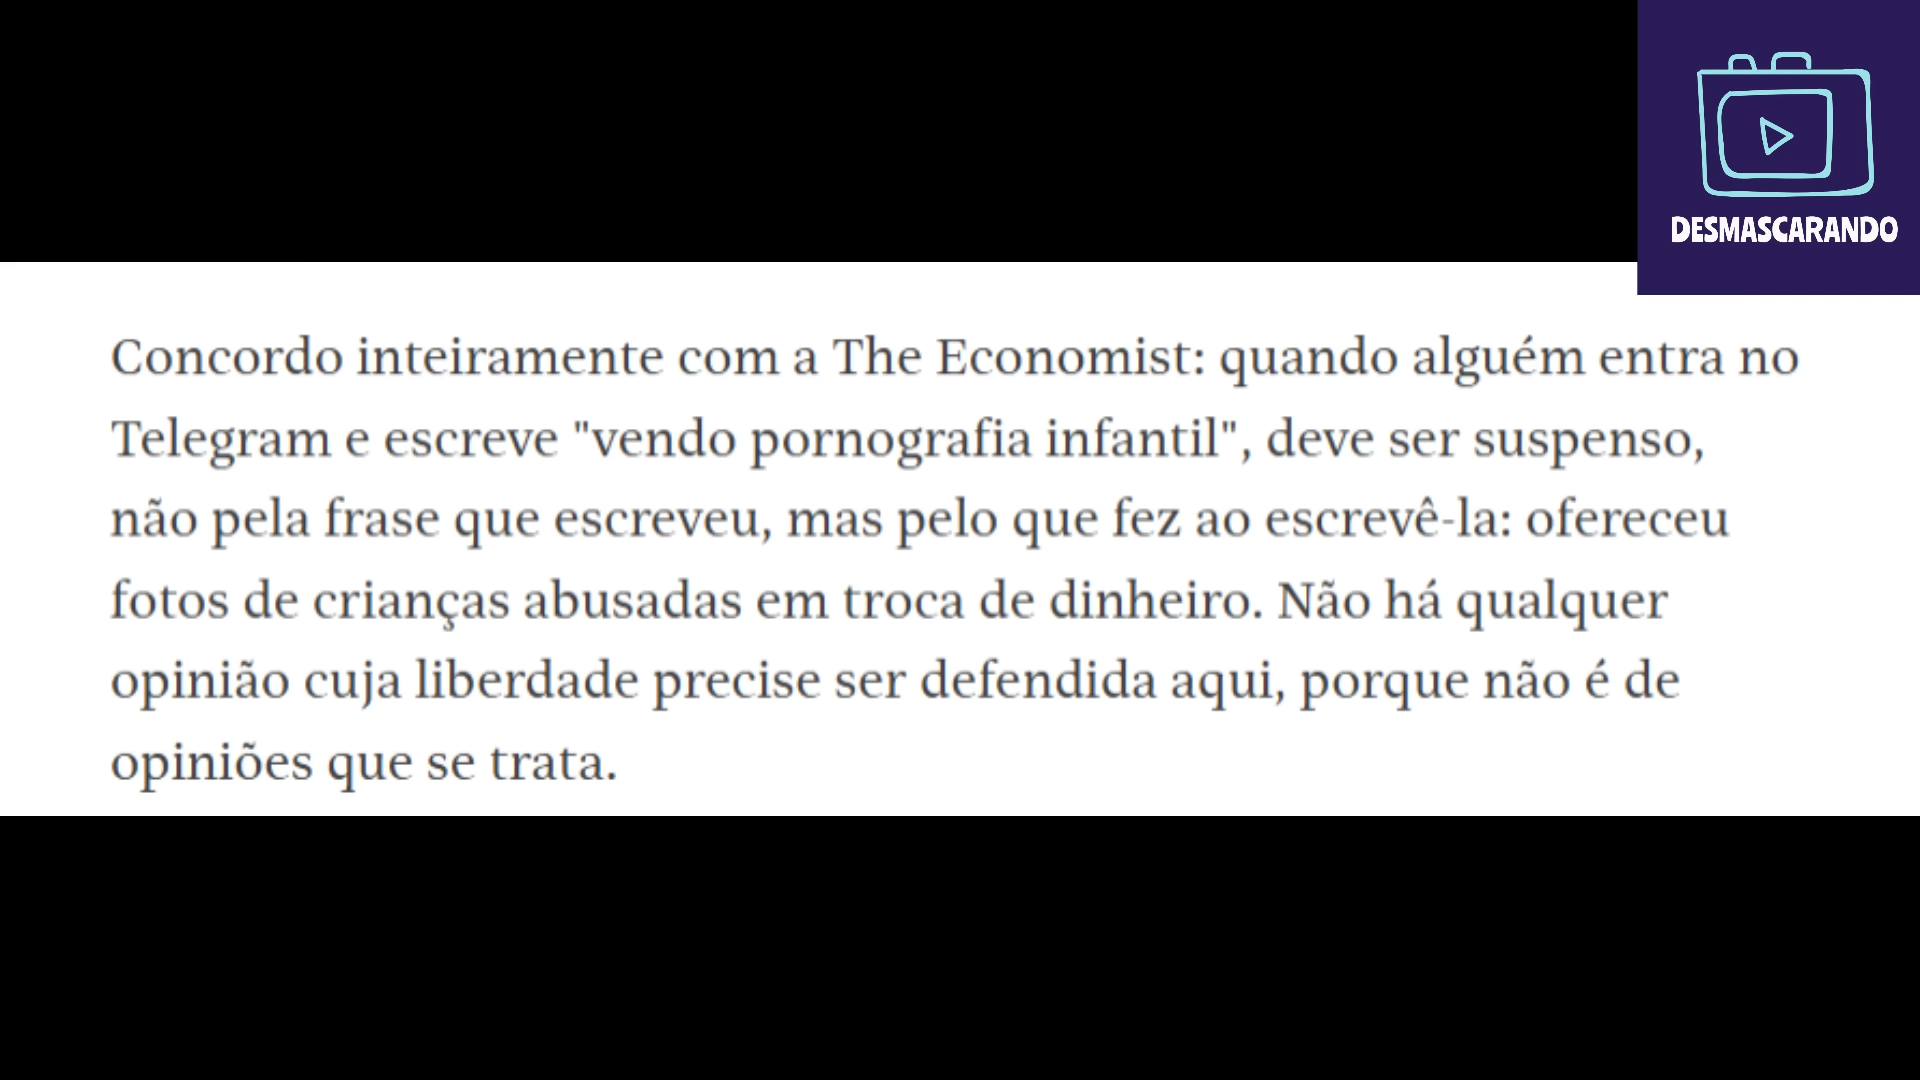 DESMASCARANDO
Concordo inteiramente com a The Economist: quando alguém entra no
Telegram e escreve "vendo pornografia infantil", deve ser suspenso,
não pela frase que escreveu, mas pelo que fez ao escrevê-la: ofereceu
fotos de crianças abusadas em troca de dinheiro. Não há qualquer
opinião cuja liberdade precise ser defendida aqui, porque não é de
opiniões que se trata.